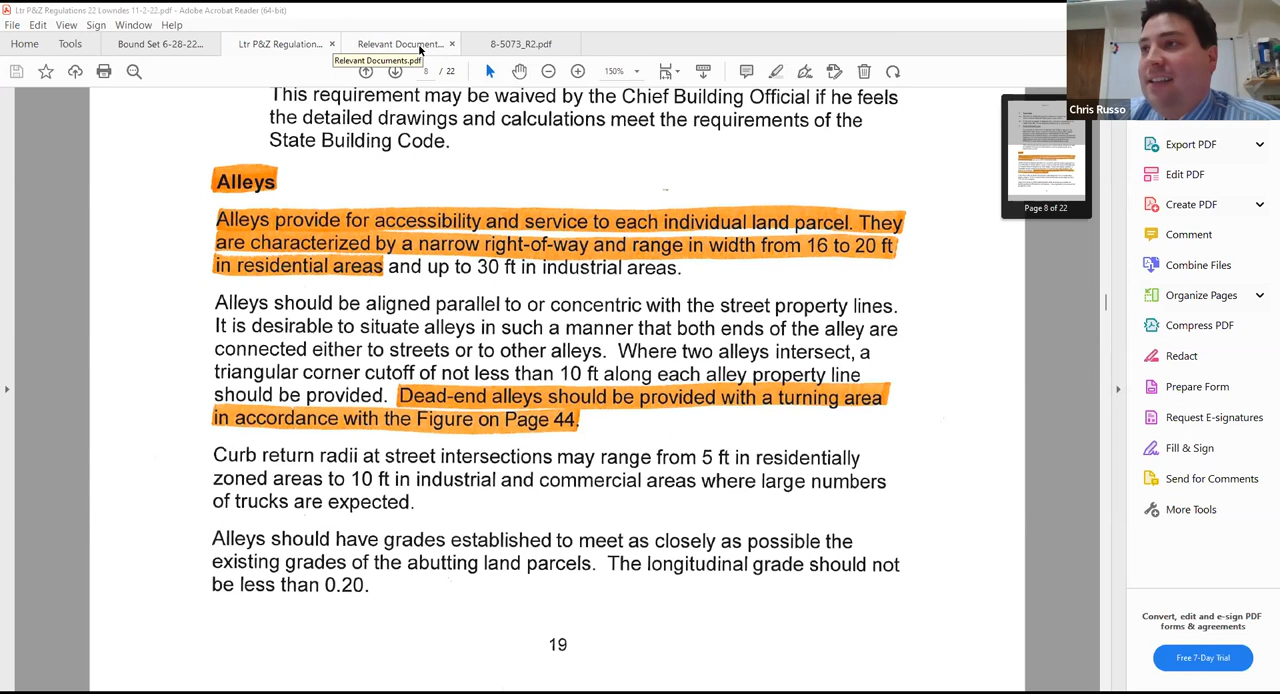 Ltr P&Z Regulations 22 Lowndes 11-2-22.pdf - Adobe Acrobat Reader (64-bit)
File Edit View Sign Window Help
Home Tools Bound Set 6-28-22... Ltr P&Z Regulation... × Relevant Document... × 8-5073_R2.pdf
Relevant Documents.pdf
8 / 22 150%
Chris Russo
This requirement may be waived by the Chief Building Official if he feels
the detailed drawings and calculations meet the requirements of the
State Building Code.
Alleys
Alleys provide for accessibility and service to each individual land parcel. They
are characterized by a narrow right-of-way and range in width from 16 to 20 ft
in residential areas and up to 30 ft in industrial areas.
Alleys should be aligned parallel to or concentric with the street property lines.
It is desirable to situate alleys in such a manner that both ends of the alley are
connected either to streets or to other alleys. Where two alleys intersect, a
triangular corner cutoff of not less than 10 ft along each alley property line
should be provided. Dead-end alleys should be provided with a turning area
in accordance with the Figure on Page 44.
Curb return radii at street intersections may range from 5 ft in residentially
zoned areas to 10 ft in industrial and commercial areas where large numbers
of trucks are expected.
Alleys should have grades established to meet as closely as possible the
existing grades of the abutting land parcels. The longitudinal grade should not
be less than 0.20.
19
Page 8 of 22
Export PDF
Edit PDF
Create PDF
Comment
Combine Files
Organize Pages
Compress PDF
Redact
Prepare Form
Request E-signatures
Fill & Sign
Send for Comments
More Tools
Convert, edit and e-sign PDF
forms & agreements
Free 7-Day Trial